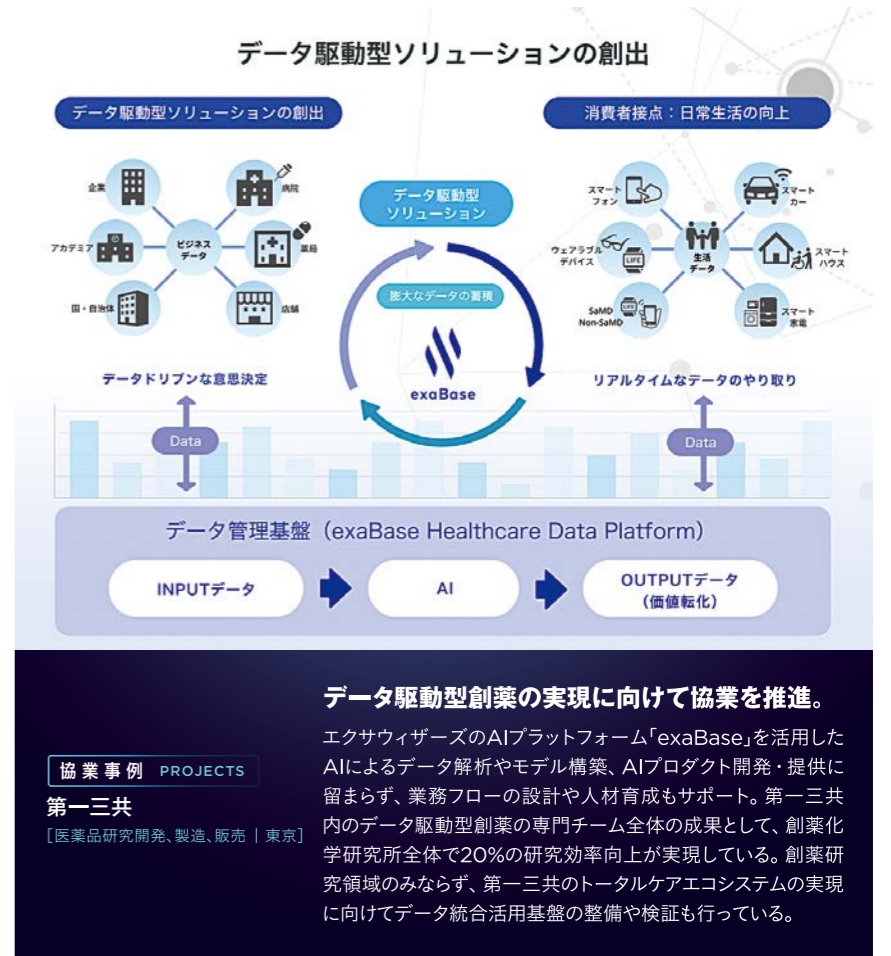 データ駆動型ソリューションの創出
データ駆動型ソリューションの創出
企業
病院
アカデミア
ビジネス
データ
薬局
国・自治体
店舗
データドリブンな意思決定
Data
データ駆動型
ソリューション
膨大なデータの蓄積
exaBase
消費者接点：日常生活の向上
スマート
フォン
スマート
カー
ウェアラブル
デバイス
LIFE
生活
データ
スマート
ハウス
SaMD
Non-SaMD
LIFE
スマート
家電
リアルタイムなデータのやり取り
Data
データ管理基盤（exaBase Healthcare Data Platform）
INPUTデータ
AI
OUTPUTデータ
（価値転化）
協業事例 PROJECTS
第一三共
[医薬品研究開発、製造、販売｜東京]
データ駆動型創薬の実現に向けて協業を推進。
エクサウィザーズのAIプラットフォーム「exaBase」を活用した
AIによるデータ解析やモデル構築、AIプロダクト開発・提供に
留まらず、業務フローの設計や人材育成もサポート。第一三共
内のデータ駆動型創薬の専門チーム全体の成果として、創薬化
学研究所全体で20%の研究効率向上が実現している。創薬研
究領域のみならず、第一三共のトータルケアエコシステムの実現
に向けてデータ統合活用基盤の整備や検証も行っている。